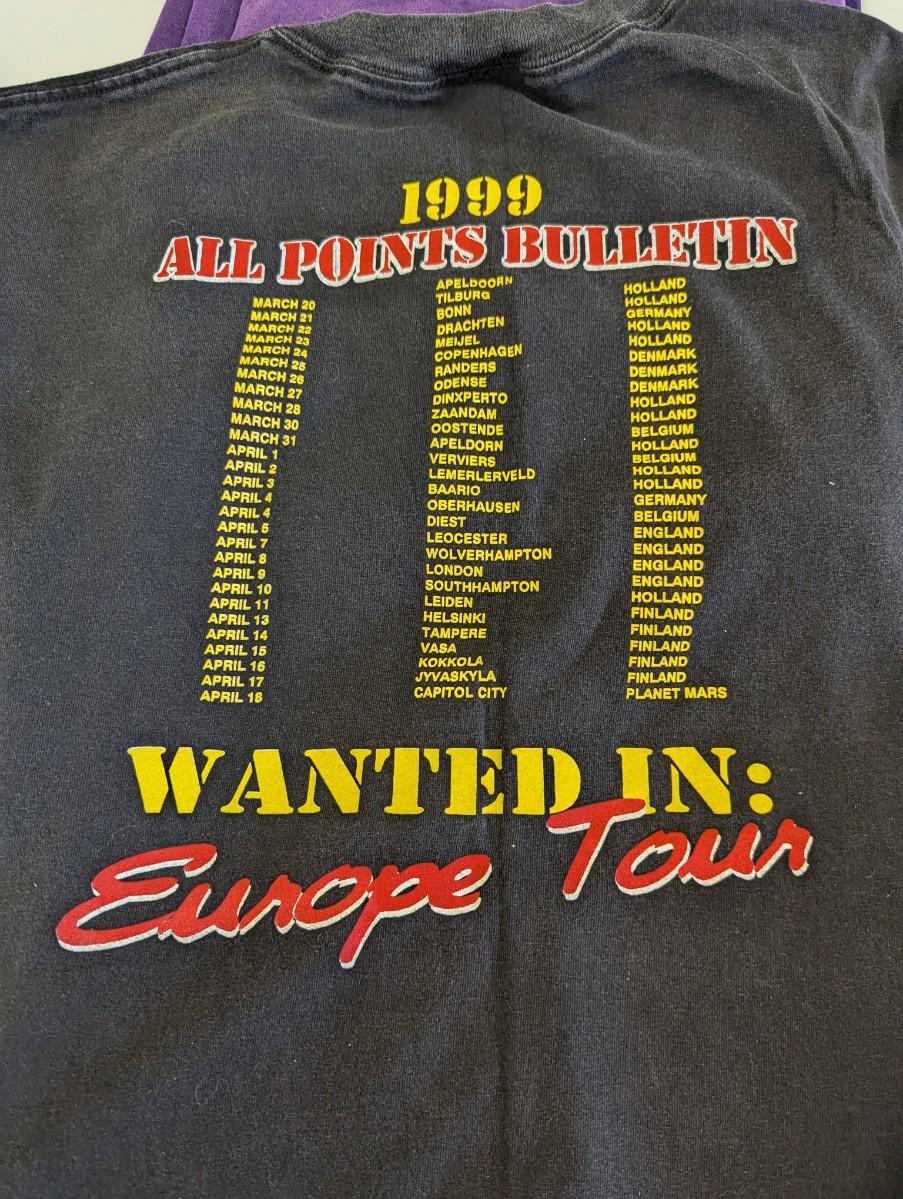 1999
ALL POINTS BULLETIN
MARCH 20 APELDOORN HOLLAND
MARCH 21 TILBURG HOLLAND
MARCH 22 BONN GERMANY
MARCH 23 DRACHTEN HOLLAND
MARCH 24 MEIJEL HOLLAND
MARCH 25 COPENHAGEN DENMARK
MARCH 26 RANDERS DENMARK
MARCH 27 ODENSE DENMARK
MARCH 28 DINXPERTO HOLLAND
MARCH 30 ZAANDAM HOLLAND
MARCH 31 OOSTENDE BELGIUM
APRIL 1 APELDORN HOLLAND
APRIL 2 VERVIERS BELGIUM
APRIL 3 LEMERLERVELD HOLLAND
APRIL 4 BAARIO HOLLAND
APRIL 4 OBERHAUSEN GERMANY
APRIL 5 DIEST BELGIUM
APRIL 7 LEOCESTER ENGLAND
APRIL 8 WOLVERHAMPTON ENGLAND
APRIL 9 LONDON ENGLAND
APRIL 10 SOUTHHAMPTON ENGLAND
APRIL 11 LEIDEN HOLLAND
APRIL 13 HELSINKI FINLAND
APRIL 14 TAMPERE FINLAND
APRIL 15 VASA FINLAND
APRIL 16 KOKKOLA FINLAND
APRIL 17 JYVASKYLA FINLAND
APRIL 18 CAPITOL CITY PLANET MARS
WANTED IN:
Europe Tour